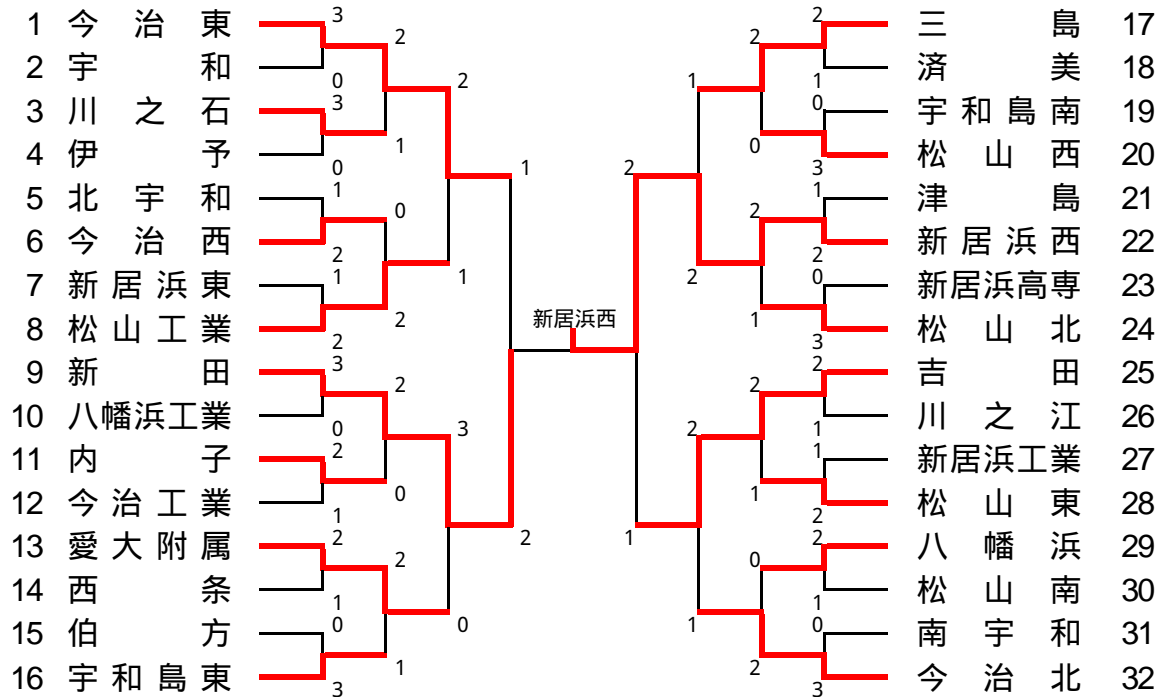 1 今治東 3
2 宇和 0
3 川之石 3
4 伊予 0
5 北宇和 1
6 今治西 2
7 新居浜東 1
8 松山工業 2
9 新田 3
10 八幡浜工業 0
11 内子 2
12 今治工業 1
13 愛大附属 2
14 西条 1
15 伯方 0
16 宇和島東 3
2
1
0
2
2
0
2
1
2
1
3
0
1
2
新居浜西
2
1
1
2
2
1
2
0
2
1
2
1
0
2
2 三島 17
1 済美 18
0 宇和島南 19
3 松山西 20
1 津島 21
2 新居浜西 22
0 新居浜高専 23
3 松山北 24
2 吉田 25
1 川之江 26
1 新居浜工業 27
2 松山東 28
2 八幡浜 29
1 松山南 30
0 南宇和 31
3 今治北 32